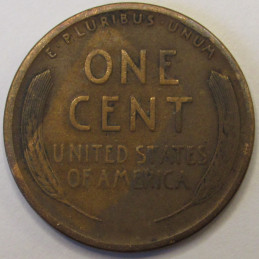 E PLURIBUS UNUM
ONE
CENT
UNITED STATES
OF AMERICA